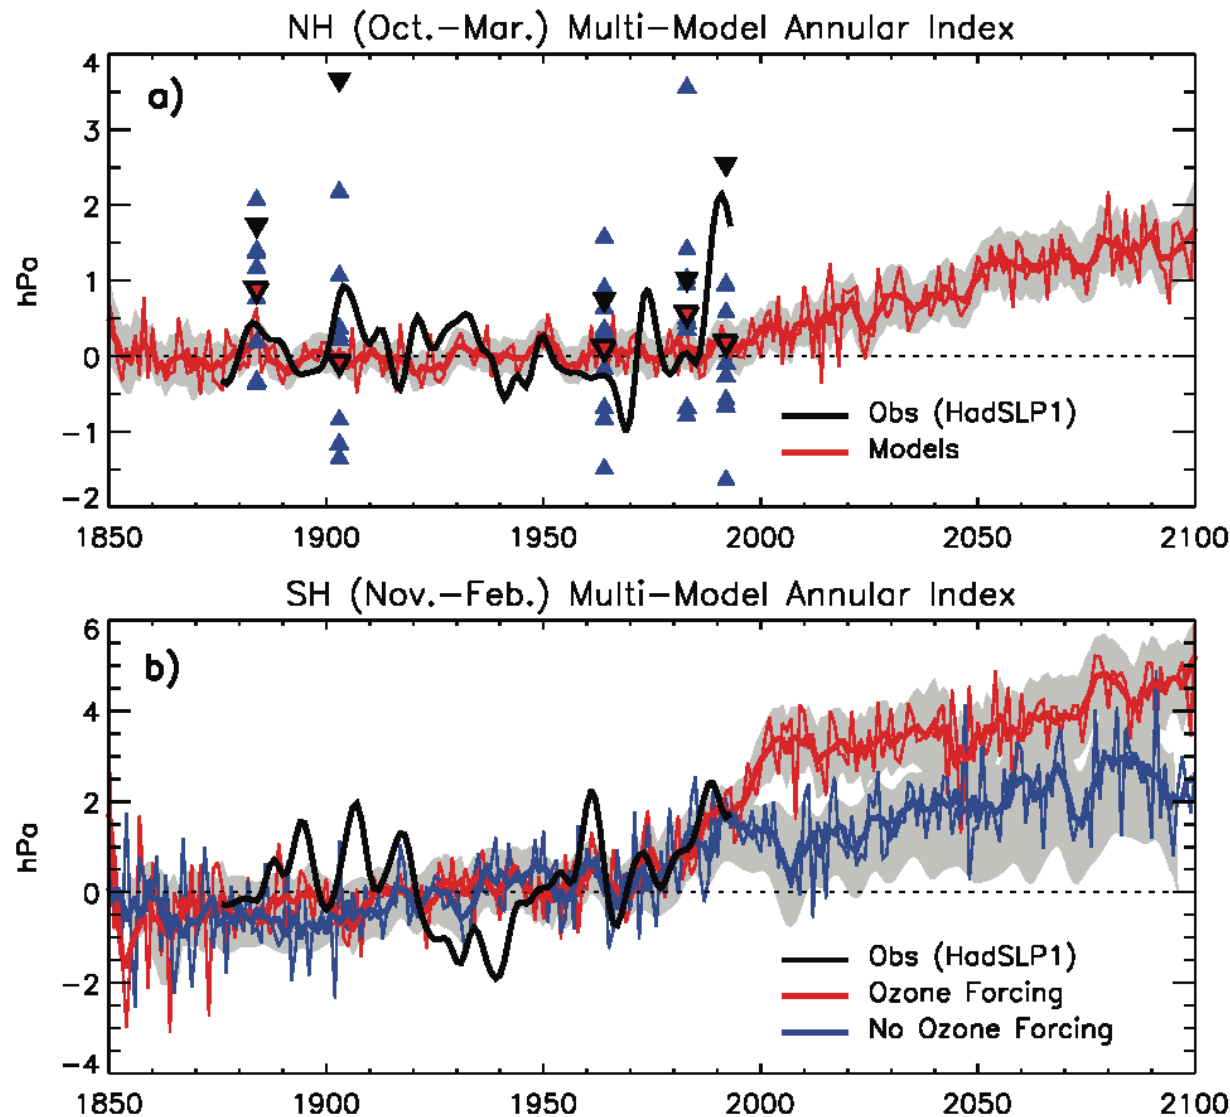 NH (Oct.–Mar.) Multi–Model Annular Index
a)
4
3
2
1
0
−1
−2
hPa
Obs (HadSLP1)
Models
1850 1900 1950 2000 2050 2100
SH (Nov.–Feb.) Multi–Model Annular Index
b)
6
4
2
0
−2
−4
hPa
Obs (HadSLP1)
Ozone Forcing
No Ozone Forcing
1850 1900 1950 2000 2050 2100